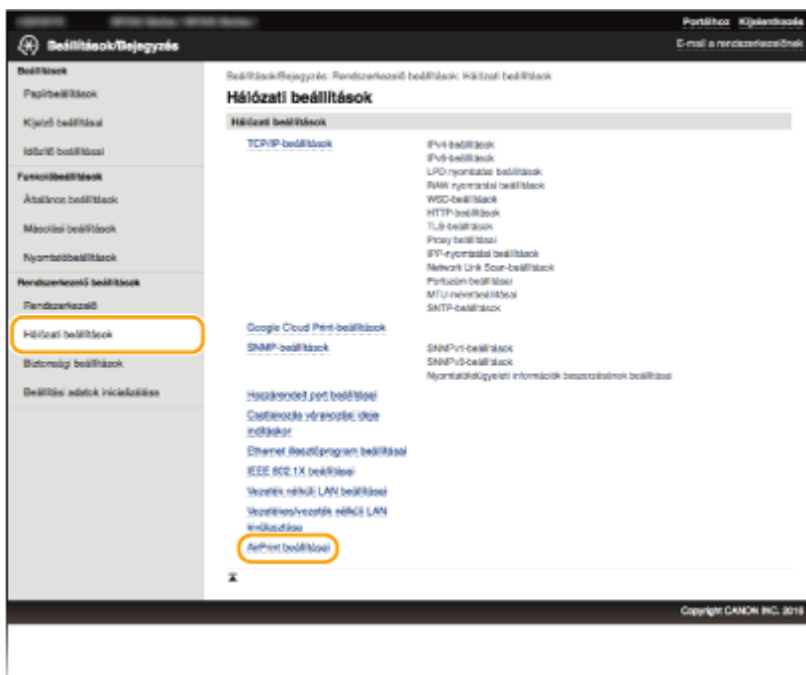 Portálhoz Kijelentkezés
Beállítások/Bejegyzés
E-mail a rendszerkezelőnek
Beállítások
Papírbeállítások
Kijelző beállításai
Időzítő beállításai
Funkcióbeállítások
Általános beállítások
Másolási beállítások
Nyomtatóbeállítások
Rendszerkezelő beállítások
Rendszerkezelő
Hálózati beállítások
Biztonsági beállítások
Beállítási adatok inicializálása
Beállítások/Bejegyzés: Rendszerkezelő beállítások: Hálózati beállítások
Hálózati beállítások
Hálózati beállítások
TCP/IP-beállítások
IPv4-beállítások
IPv6-beállítások
LPD nyomtatási beállítások
RAW nyomtatási beállítások
WSD-beállítások
HTTP-beállítások
TLS-beállítások
Proxy beállításai
IPP-nyomtatási beállítások
Network Link Scan-beállítások
Portszám beállításai
MTU-méretbeállításai
SNTP-beállítások
Google Cloud Print-beállítások
SNMP-beállítások
SNMPv1-beállítások
SNMPv3-beállítások
Nyomtatófelügyeleti információk beszerzésének beállításai
Hozzárendelt port beállításai
Csatlakozás várakozási ideje
indításkor
Ethernet illesztőprogram beállításai
IEEE 802.1X beállításai
Vezeték nélküli LAN beállításai
Vezetékes/vezeték nélküli LAN
kiválasztása
AirPrint beállításai
Copyright CANON INC. 2016